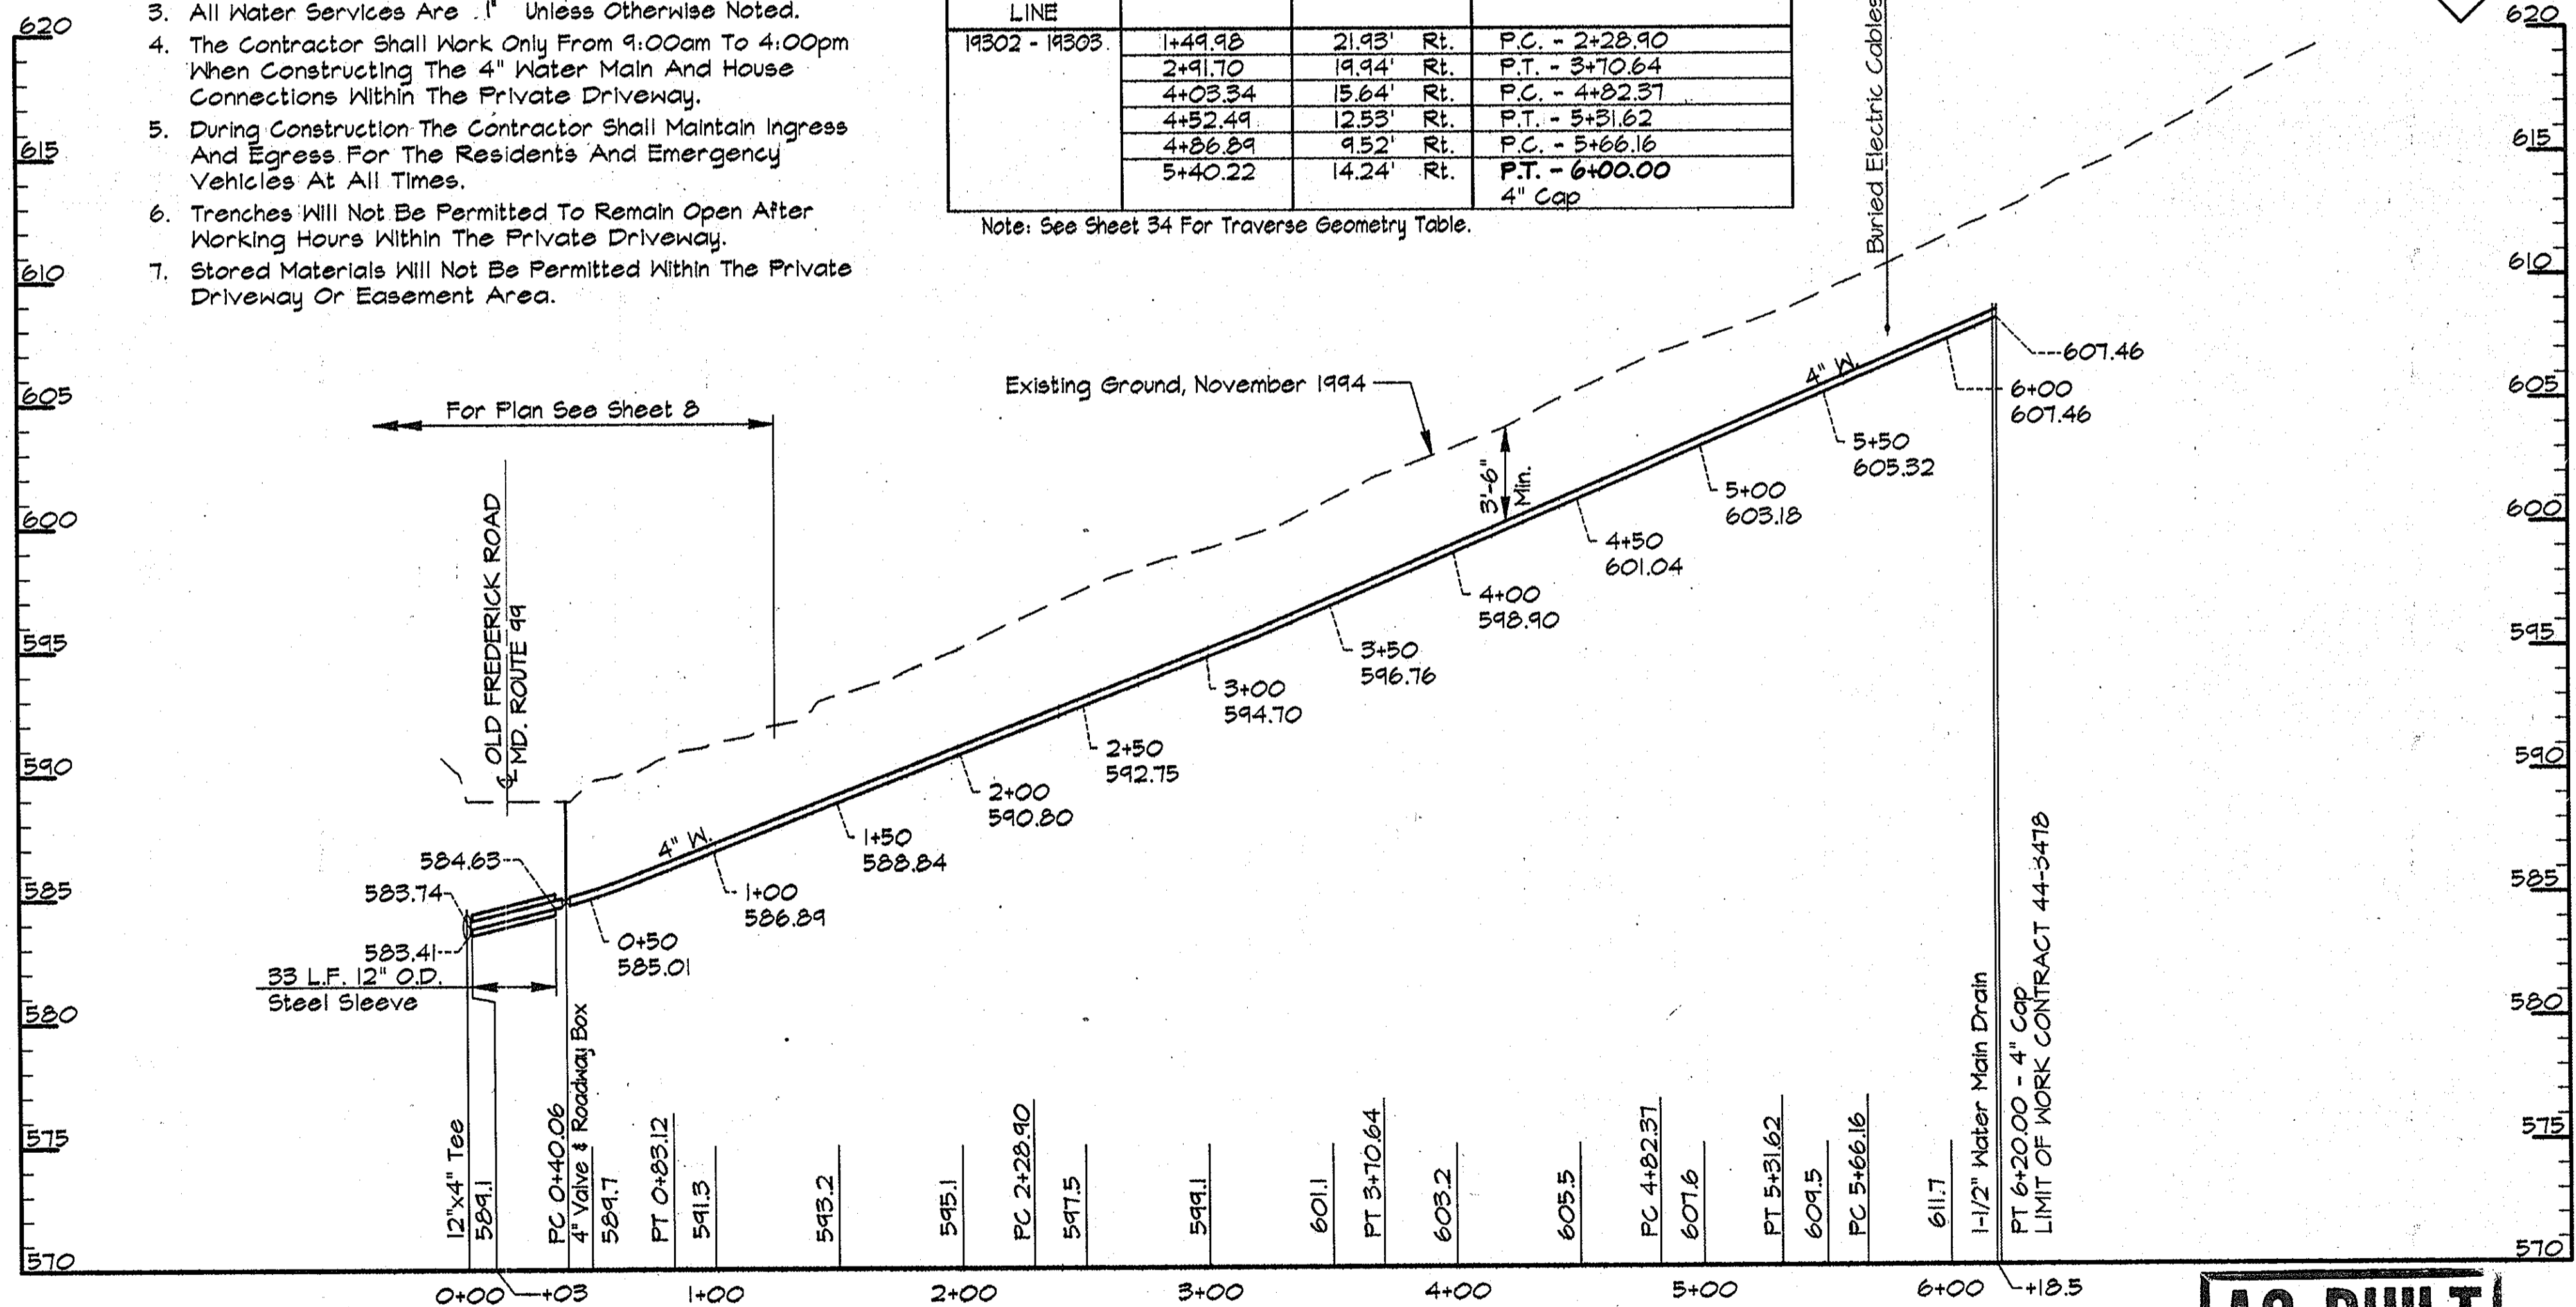 3. All Water Services Are 1" Unless Otherwise Noted.
4. The Contractor Shall Work Only From 9:00am To 4:00pm
When Constructing The 4" Water Main And House
Connections Within The Private Driveway.
5. During Construction The Contractor Shall Maintain Ingress
And Egress For The Residents And Emergency
Vehicles At All Times.
6. Trenches Will Not Be Permitted To Remain Open After
Working Hours Within The Private Driveway.
7. Stored Materials Will Not Be Permitted Within The Private
Driveway Or Easement Area.
LINE
19302 - 19303. 1+49.98 21.93' Rt. P.C. - 2+28.90
2+91.70 19.94' Rt. P.T. - 3+70.64
4+03.34 15.64' Rt. P.C. - 4+82.37
4+52.49 12.53' Rt. P.T. - 5+31.62
4+86.89 9.52' Rt. P.C. - 5+66.16
5+40.22 14.24' Rt. P.T. - 6+00.00
4" Cap
Note: See Sheet 34 For Traverse Geometry Table.
Buried Electric Cables
620
615
610
605
600
595
590
585
580
575
570
620
615
610
605
600
595
590
585
580
575
570
For Plan See Sheet 8
Existing Ground, November 1994
OLD FREDERICK ROAD
MD. ROUTE 99
3'-6"
Min.
4" W.
4" W.
584.63
583.74
583.41
33 L.F. 12" O.D.
Steel Sleeve
0+50
585.01
1+00
586.89
1+50
588.84
2+00
590.80
2+50
592.75
3+00
594.70
3+50
596.76
4+00
598.90
4+50
601.04
5+00
603.18
5+50
605.32
6+00
607.46
607.46
12"x4" Tee
589.1
PC 0+40.06
4" Valve & Roadway Box
589.7
PT 0+83.12
591.3
593.2
595.1
PC 2+28.90
597.5
599.1
601.1
PT 3+70.64
603.2
605.5
PC 4+82.37
607.6
PT 5+31.62
609.5
PC 5+66.16
611.7
1-1/2" Water Main Drain
PT 6+20.00 - 4" Cap
LIMIT OF WORK CONTRACT 44-3478
0+00 +03 1+00 2+00 3+00 4+00 5+00 6+00 +18.5
AS BUILT